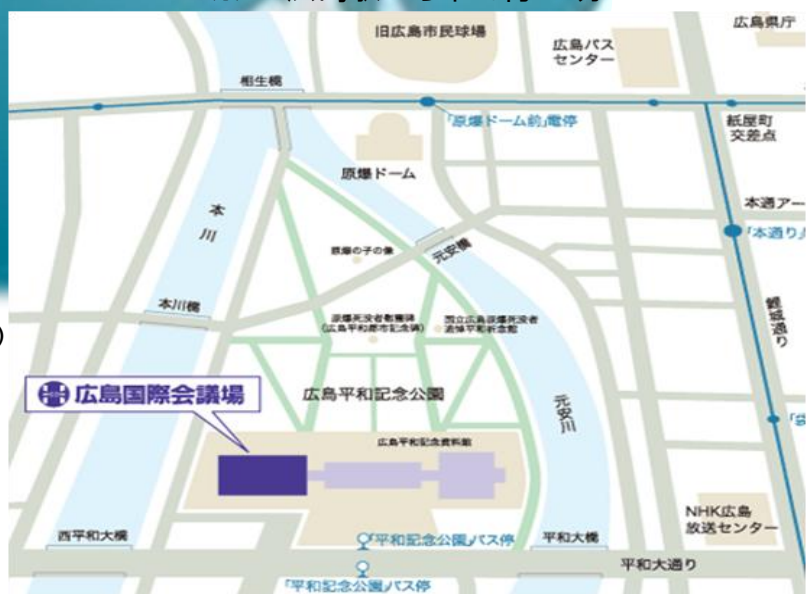 旧広島市民球場
広島県庁
広島バス
センター
相生橋
「原爆ドーム前」電停
紙屋町
交差点
原爆ドーム
本川
本通アー
「本通り」
原爆の子の像
元安橋
本川橋
原爆死没者慰霊碑
(広島平和都市記念碑)
国立広島原爆死没者
追悼平和祈念館
鯉城通り
)
広島国際会議場
広島平和記念公園
元安川
広島平和記念資料館
NHK広島
放送センター
西平和大橋
「平和記念公園」バス停
平和大橋
平和大通り
「平和記念公園」バス停